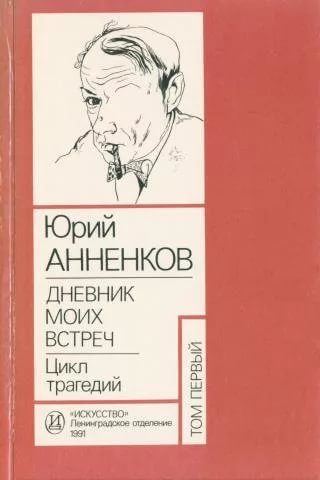 Юрий
АННЕНКОВ
ДНЕВНИК
МОИХ
ВСТРЕЧ
Цикл
трагедий
ТОМ ПЕРВЫЙ
И
«ИСКУССТВО»
Ленинградское отделение
1991